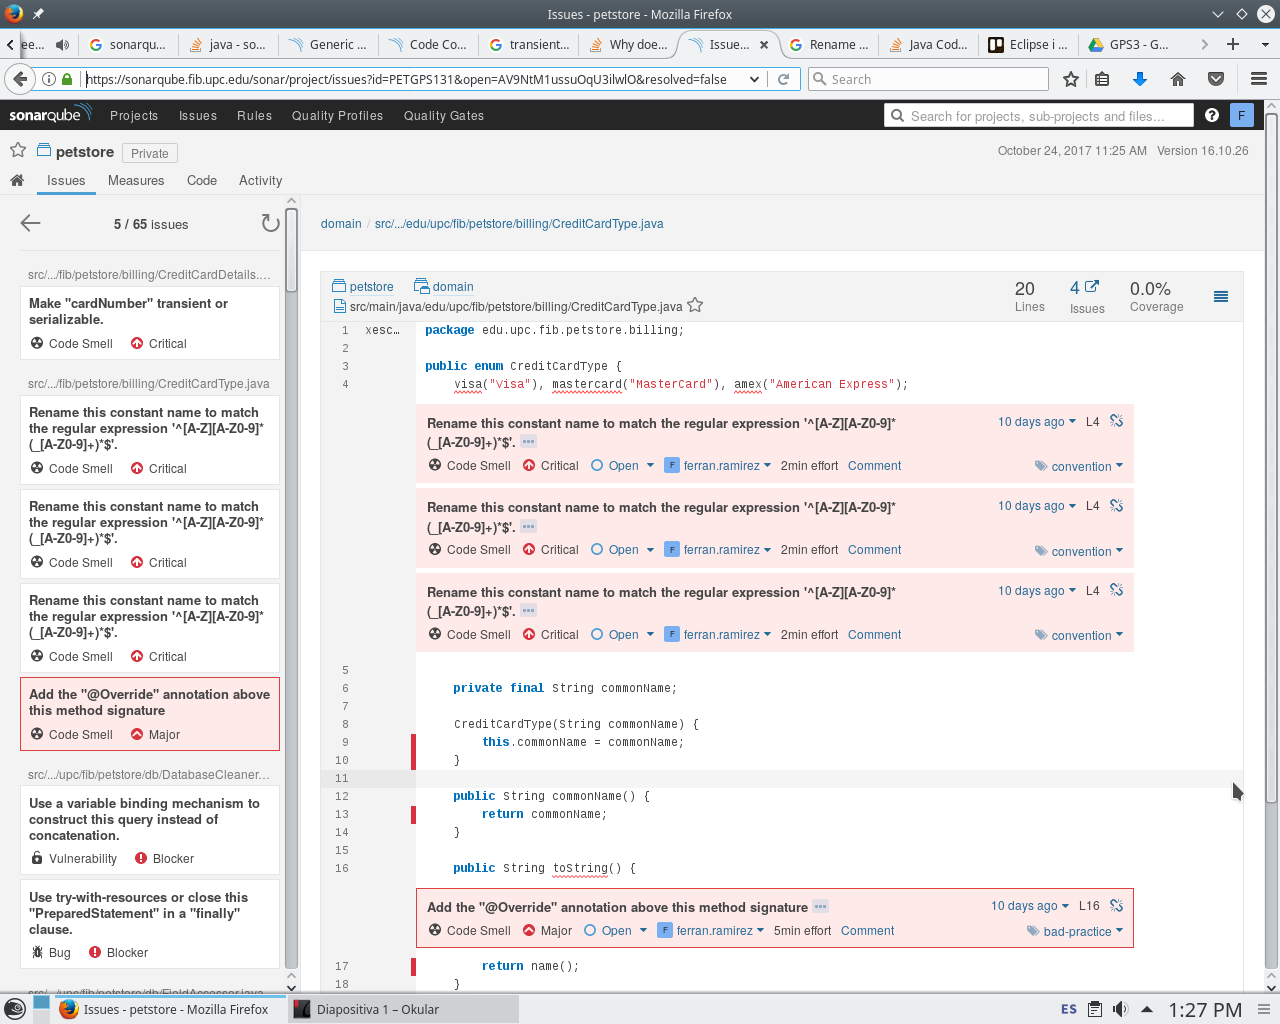 Issues - petstore - Mozilla Firefox
ee...
sonarqu...
java - so...
Generic ...
Code Co...
transient...
Why doe...
Issue...
Rename ...
Java Cod...
Eclipse i ...
GPS3 - G...
https://sonarqube.fib.upc.edu/sonar/project/issues?id=PETGPS131&open=AV9NtM1ussuOqU3ilwlO&resolved=false
Search
sonarqube
Projects
Issues
Rules
Quality Profiles
Quality Gates
Search for projects, sub-projects and files...
F
petstore
Private
October 24, 2017 11:25 AM Version 16.10.26
Issues
Measures
Code
Activity
5 / 65 issues
src/.../fib/petstore/billing/CreditCardDetails....
Make "cardNumber" transient or
serializable.
Code Smell Critical
src/.../fib/petstore/billing/CreditCardType.java
Rename this constant name to match
the regular expression '^[A-Z][A-Z0-9]*
(_[A-Z0-9]+)*$'.
Code Smell Critical
Rename this constant name to match
the regular expression '^[A-Z][A-Z0-9]*
(_[A-Z0-9]+)*$'.
Code Smell Critical
Rename this constant name to match
the regular expression '^[A-Z][A-Z0-9]*
(_[A-Z0-9]+)*$'.
Code Smell Critical
Add the "@Override" annotation above
this method signature
Code Smell Major
src/.../upc/fib/petstore/db/DatabaseCleaner...
Use a variable binding mechanism to
construct this query instead of
concatenation.
Vulnerability Blocker
Use try-with-resources or close this
"PreparedStatement" in a "finally"
clause.
Bug Blocker
src/.../fib/petstore/db/FieldAccessor.java
domain / src/.../edu/upc/fib/petstore/billing/CreditCardType.java
petstore domain
src/main/java/edu/upc/fib/petstore/billing/CreditCardType.java
20
Lines
4
Issues
0.0%
Coverage
1 xesc… package edu.upc.fib.petstore.billing;
2
3 public enum CreditCardType {
4 visa("Visa"), mastercard("MasterCard"), amex("American Express");
Rename this constant name to match the regular expression '^[A-Z][A-Z0-9]* 10 days ago L4
(_[A-Z0-9]+)*$'.
Code Smell Critical Open F ferran.ramirez 2min effort Comment convention
Rename this constant name to match the regular expression '^[A-Z][A-Z0-9]* 10 days ago L4
(_[A-Z0-9]+)*$'.
Code Smell Critical Open F ferran.ramirez 2min effort Comment convention
Rename this constant name to match the regular expression '^[A-Z][A-Z0-9]* 10 days ago L4
(_[A-Z0-9]+)*$'.
Code Smell Critical Open F ferran.ramirez 2min effort Comment convention
5
6 private final String commonName;
7
8 CreditCardType(String commonName) {
9 this.commonName = commonName;
10 }
11
12 public String commonName() {
13 return commonName;
14 }
15
16 public String toString() {
Add the "@Override" annotation above this method signature 10 days ago L16
Code Smell Major Open F ferran.ramirez 5min effort Comment bad-practice
17 return name();
18 }
Issues - petstore - Mozilla Firefox
Diapositiva 1 – Okular
ES
1:27 PM